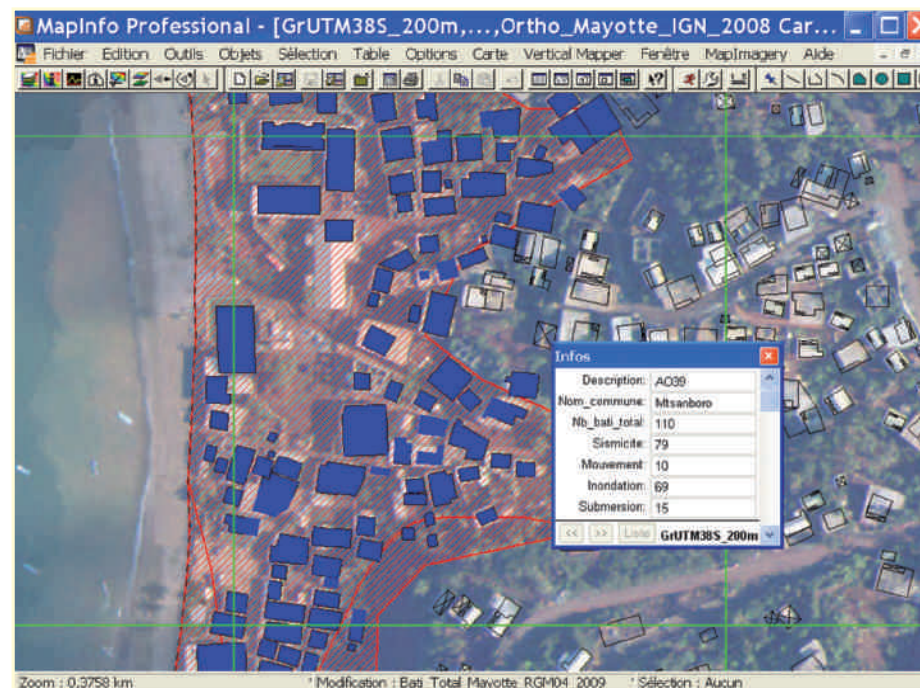 MapInfo Professional - [GrUTM38S_200m,...,Ortho_Mayotte_IGN_2008 Car...
Fichier Edition Outils Objets Sélection Table Options Carte Vertical Mapper Fenêtre MapImagery Aide
Infos
Description: AO39
Nom_commune: Mtsanboro
Nb_bati_total: 110
Sismicite: 79
Mouvement: 10
Inondation: 69
Submersion: 15
<< >> Liste GrUTM38S_200m
Zoom : 0.3758 km * Modification : Bati_Total_Mayotte_RGM04_2009 * Sélection : Aucun